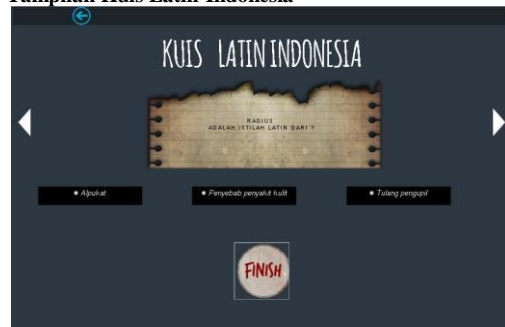 Tampilan Kuis Latin-Indonesia
KUIS LATIN INDONESIA
RADIUS
ADALAH ISTILAH LATIN DARI ?
Alpukat
Penyebab penyakit kulit
Tulang pengupil
FINISH